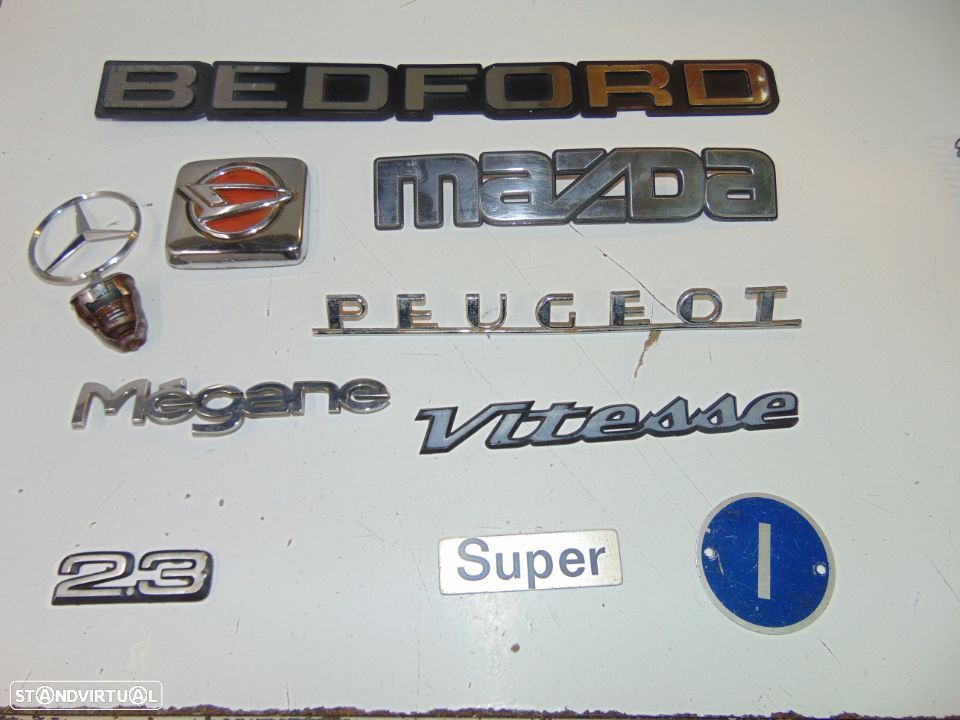 BEDFORD
mazDa
PEUGEOT
Mégane
Vitesse
2.3
Super
I
STANDVIRTUAL